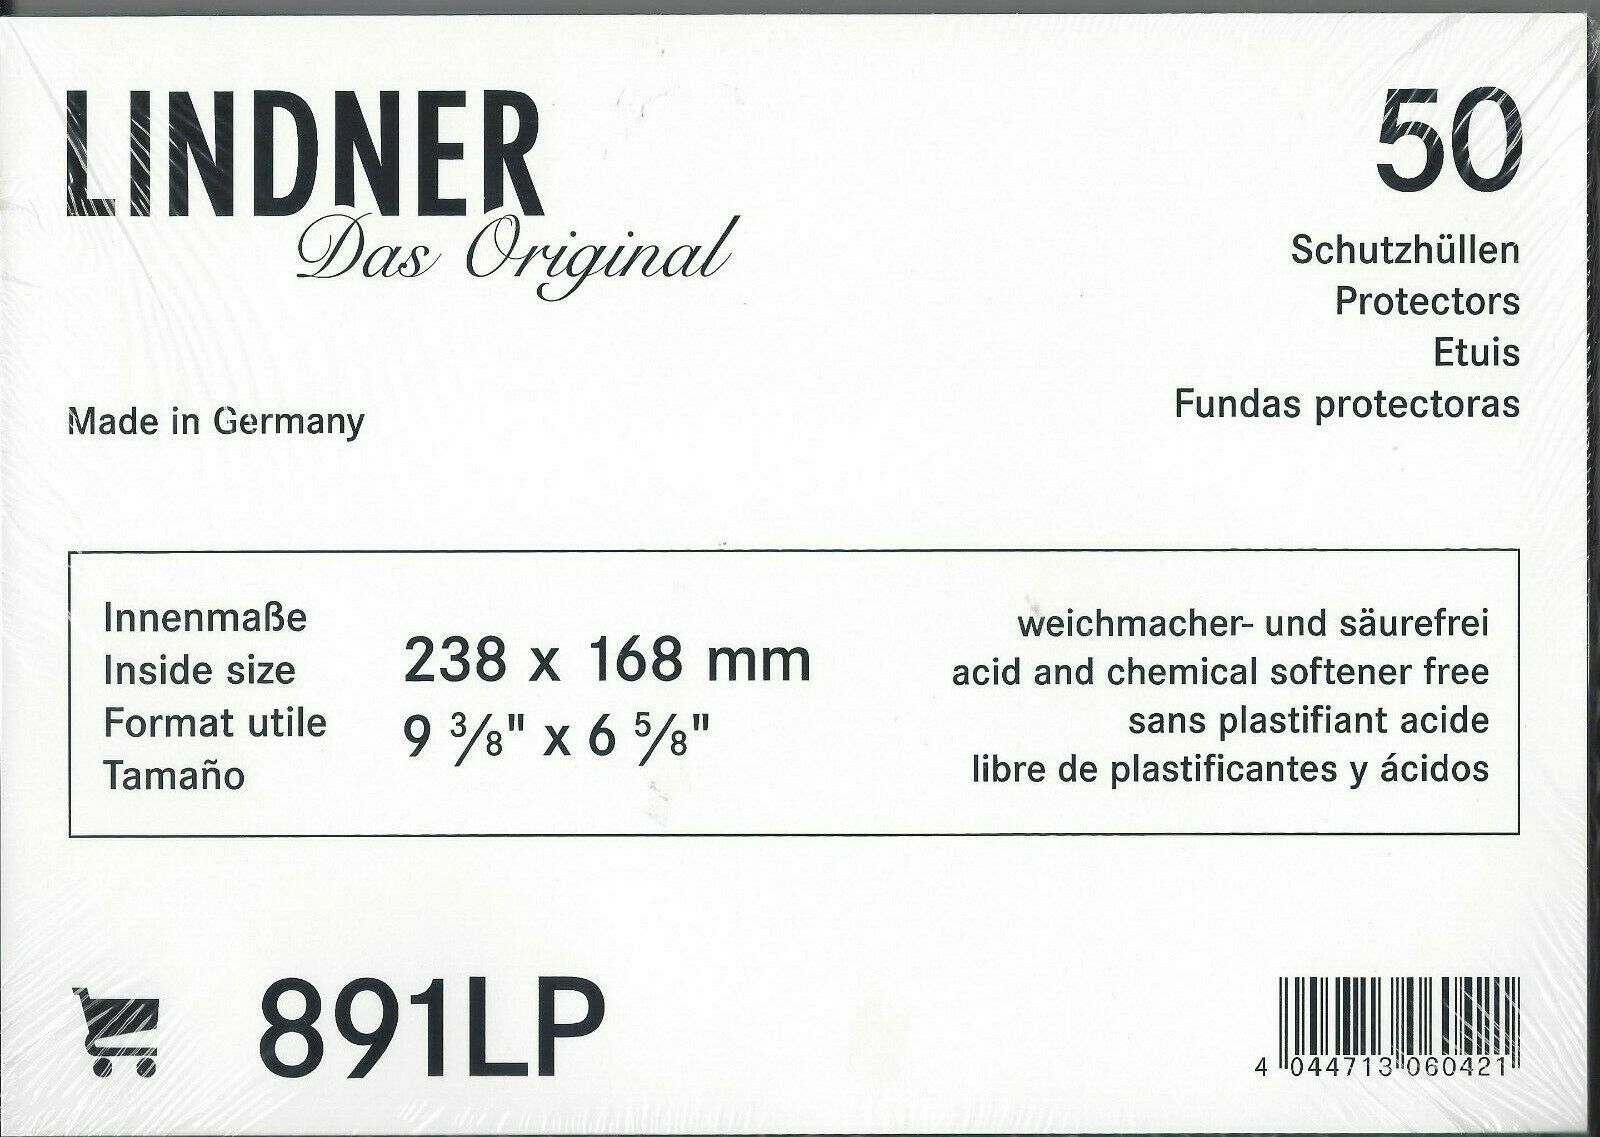 LINDNER
Das Original
50
Schutzhüllen
Protectors
Etuis
Fundas protectoras
Made in Germany
Innenmaße
Inside size
Format utile
Tamaño
238 x 168 mm
9 3/8" x 6 5/8"
weichmacher- und säurefrei
acid and chemical softener free
sans plastifiant acide
libre de plastificantes y ácidos
891LP
4 044713 060421